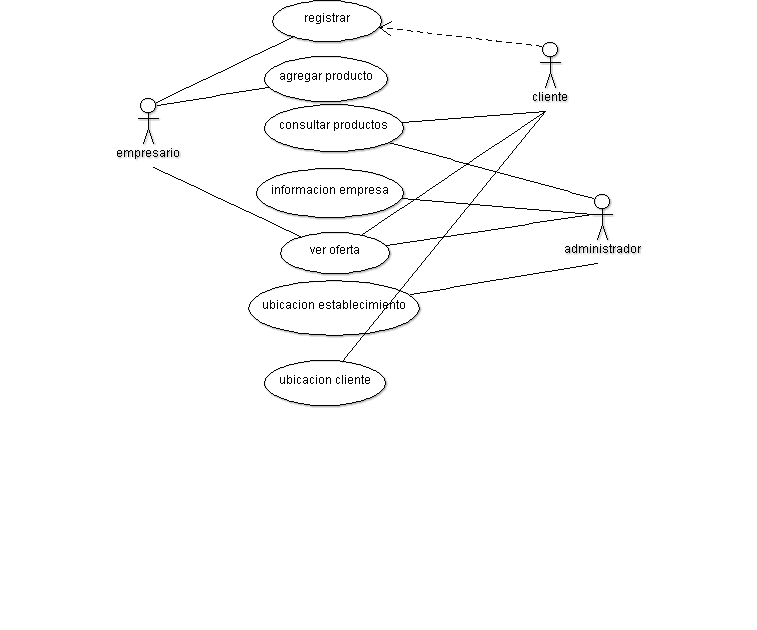 registrar
agregar producto
cliente
consultar productos
empresario
informacion empresa
ver oferta
administrador
ubicacion establecimiento
ubicacion cliente